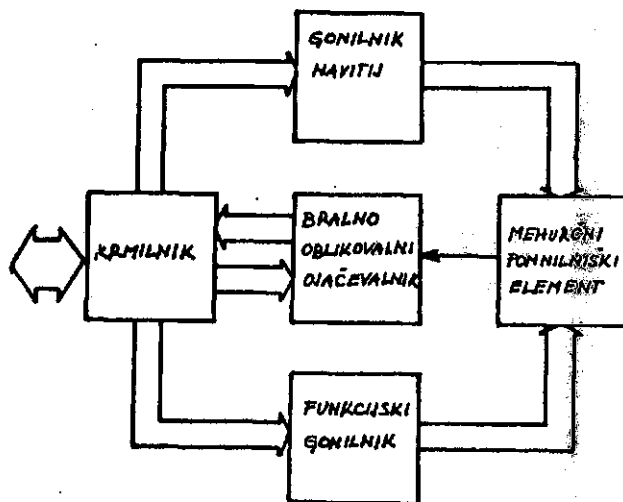 GONILNIK
NAVITIJ
KRMILNIK
BRALNO
OBLIKOVALNI
OJAČEVALNIK
MEHURČNI
POMNILNIŠKI
ELEMENT
FUNKCIJSKI
GONILNIK